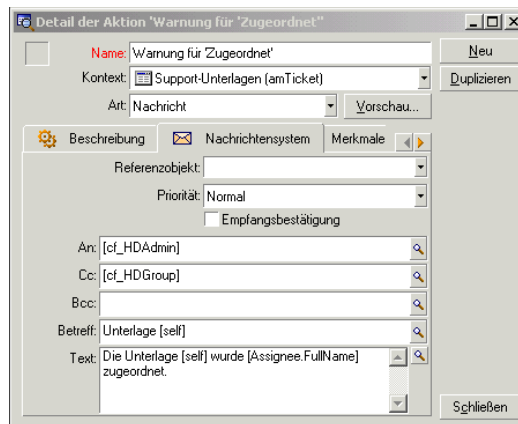 Detail der Aktion 'Warnung für 'Zugeordnet''
Name: Warnung für 'Zugeordnet'
Neu
Kontext: Support-Unterlagen (amTicket)
Duplizieren
Art: Nachricht
Vorschau...
Beschreibung Nachrichtensystem Merkmale
Referenzobjekt:
Priorität: Normal
Empfangsbestätigung
An: [cf_HDAdmin]
Cc: [cf_HDGroup]
Bcc:
Betreff: Unterlage [self]
Text: Die Unterlage [self] wurde [Assignee.FullName]
zugeordnet.
Schließen